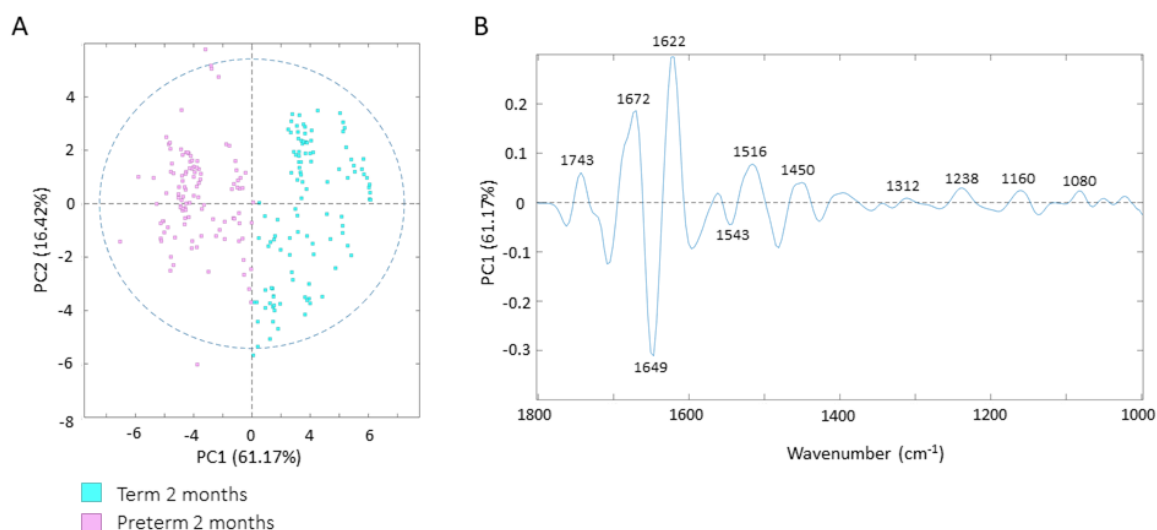 A
4
2
0
-2
-4
-6
-8
PC2 (16.42%)
-6 -4 -2 0 4 6
PC1 (61.17%)
Term 2 months
Preterm 2 months
B
0.2
0.1
0
-0.1
-0.2
-0.3
PC1 (61.17%)
1743
1672
1649
1622
1543
1516
1450
1312
1238
1160
1080
1800 1600 1400 1200 1000
Wavenumber (cm⁻¹)